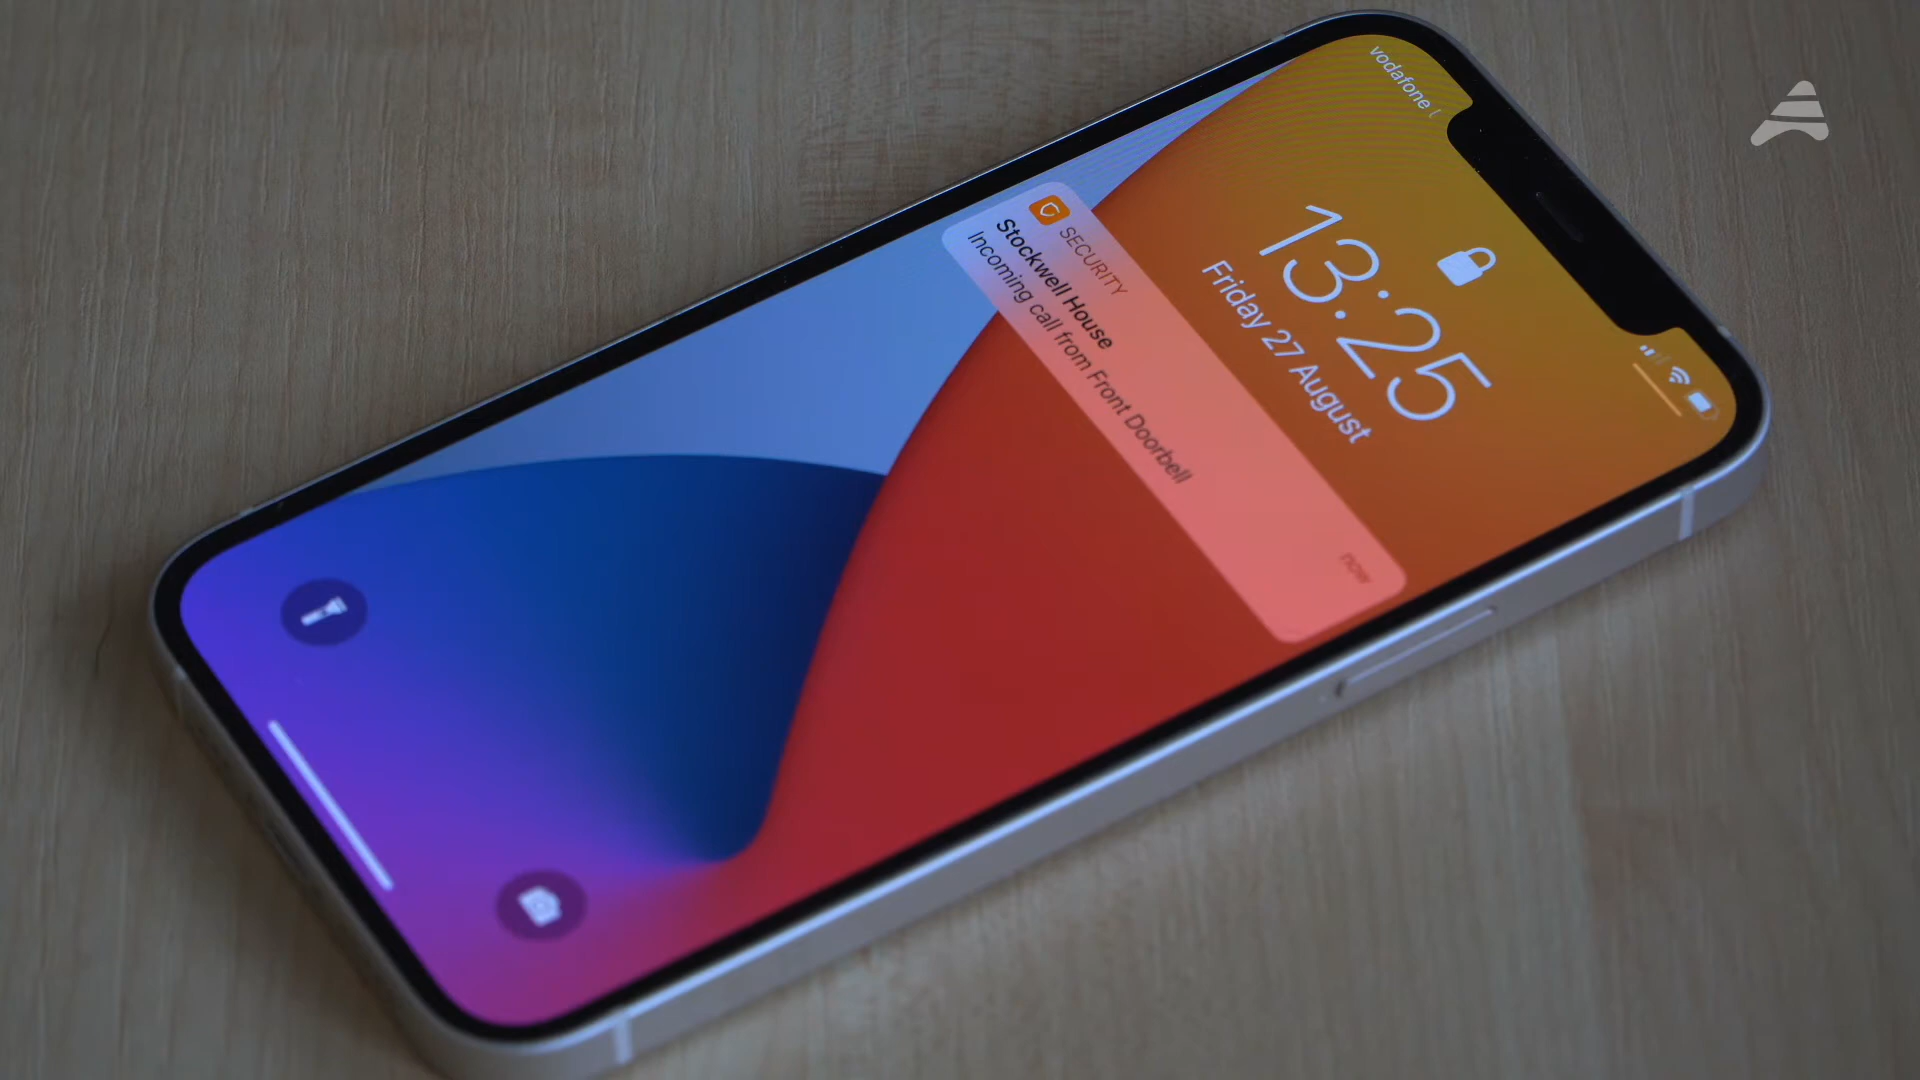 vodafone
13:25
Friday 27 August
SECURITY
now
Stockwell House
Incoming call from Front Doorbell